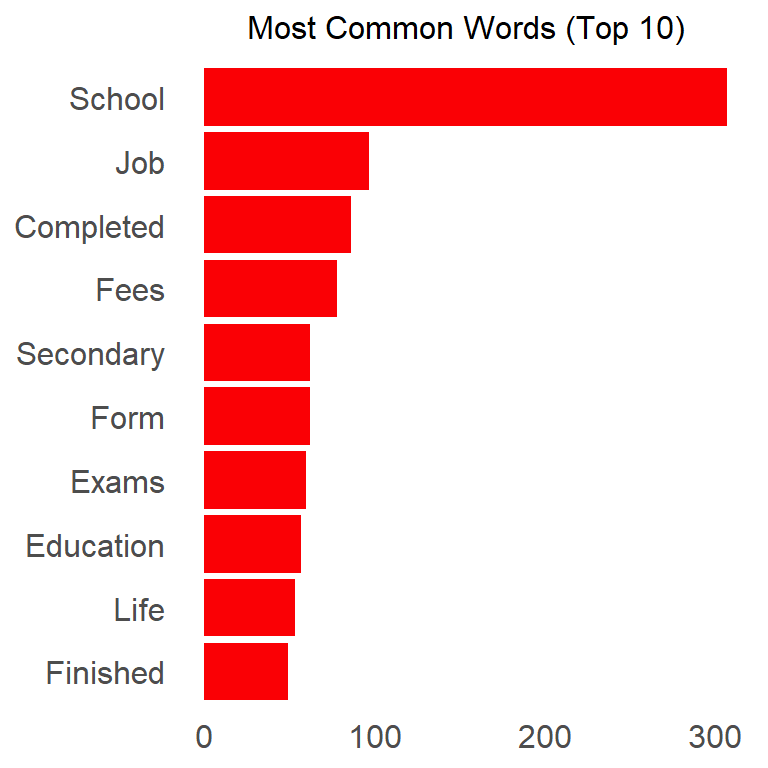 Most Common Words (Top 10)
School
Job
Completed
Fees
Secondary
Form
Exams
Education
Life
Finished
0 100 200 300